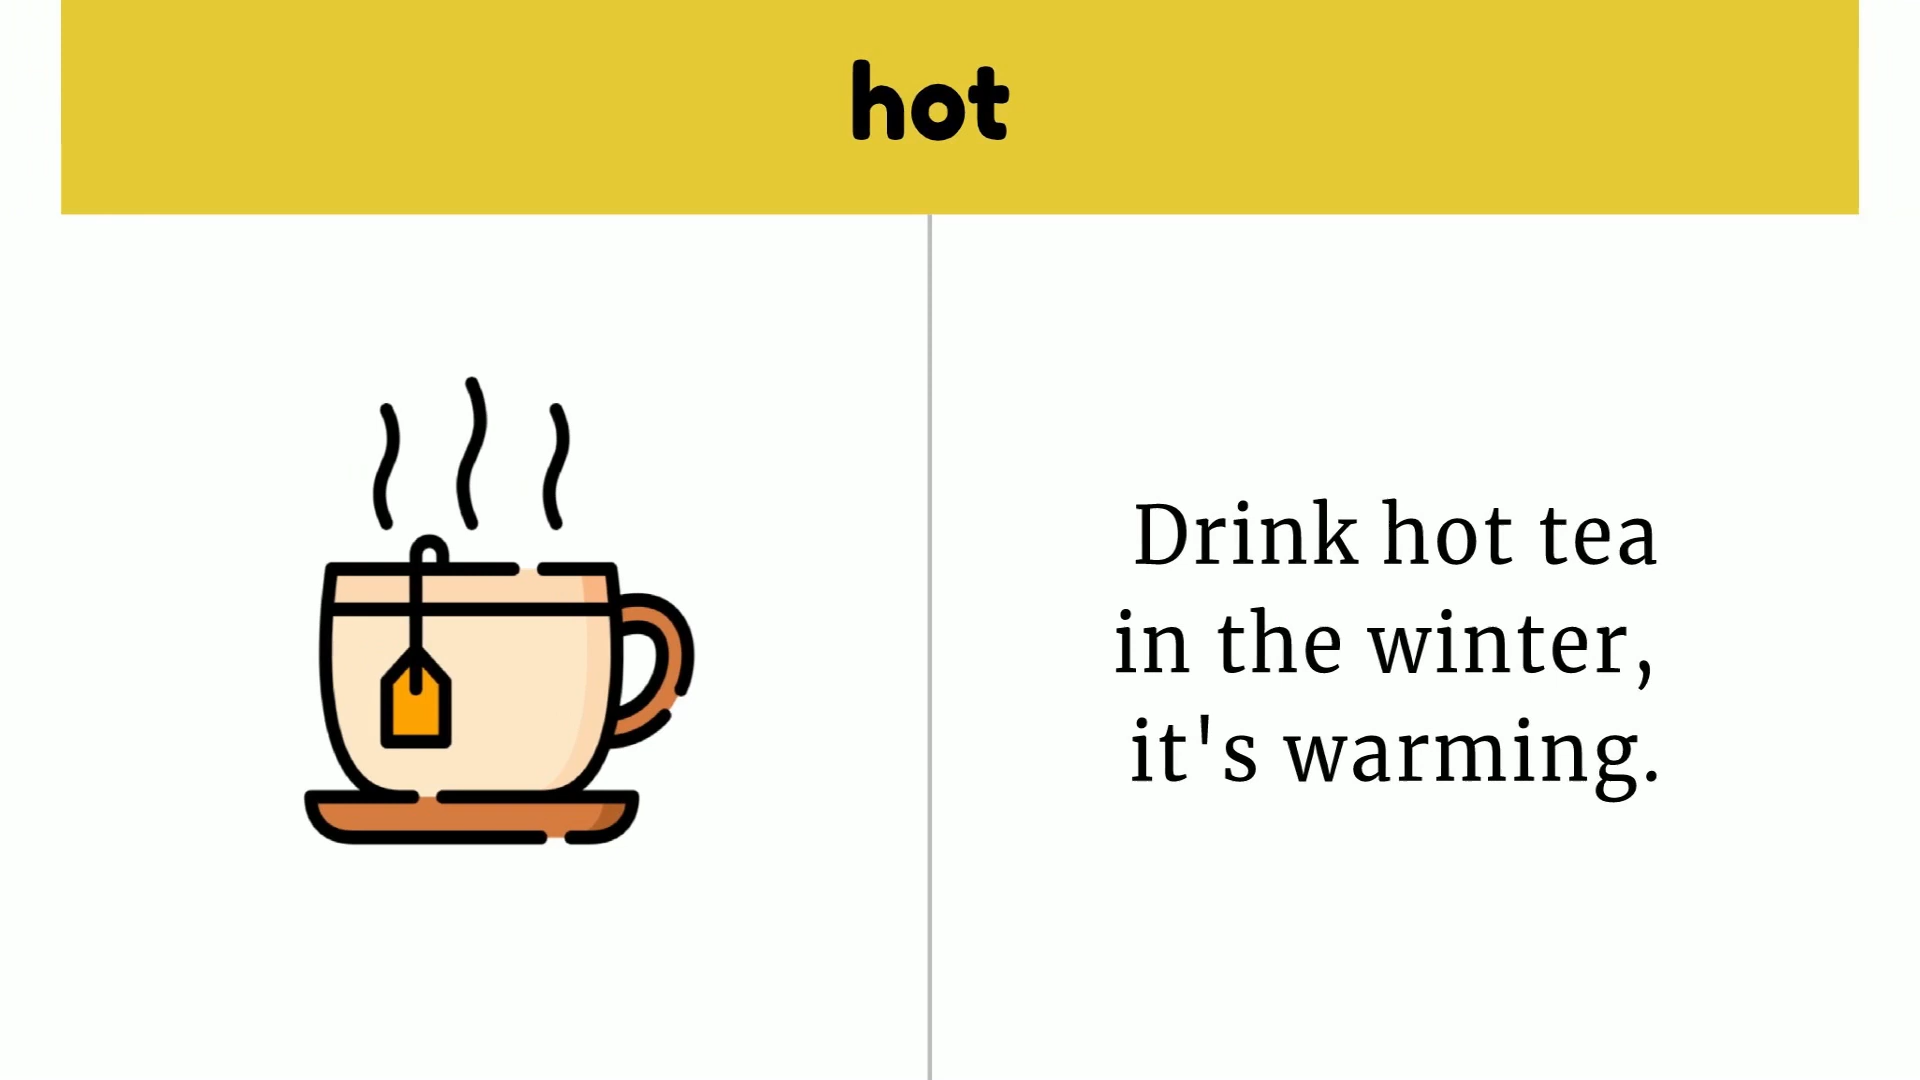 hot
Drink hot tea
in the winter,
it's warming.